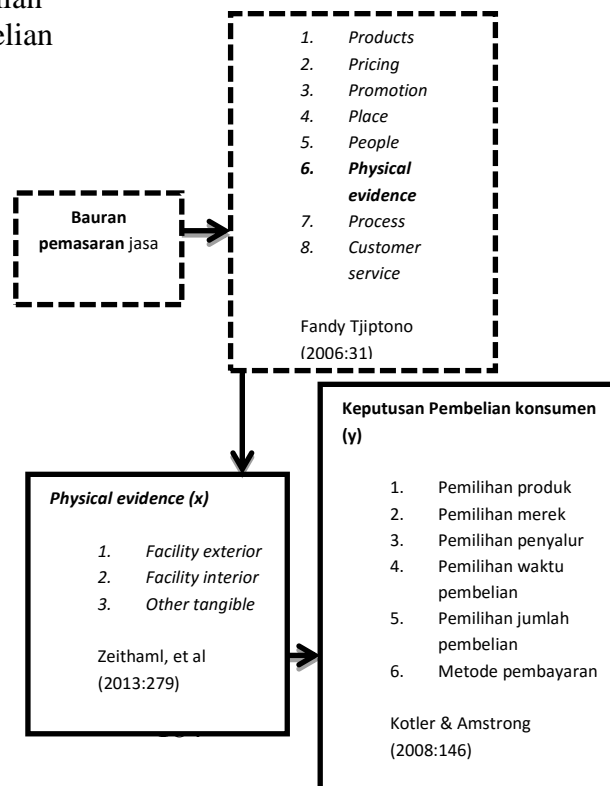 elian
1. Products
2. Pricing
3. Promotion
4. Place
5. People
6. Physical
evidence
7. Process
8. Customer
service
Fandy Tjiptono
(2006:31)
Bauran
pemasaran jasa
Physical evidence (x)
1. Facility exterior
2. Facility interior
3. Other tangible
Zeithaml, et al
(2013:279)
Keputusan Pembelian konsumen
(y)
1. Pemilihan produk
2. Pemilihan merek
3. Pemilihan penyalur
4. Pemilihan waktu
pembelian
5. Pemilihan jumlah
pembelian
6. Metode pembayaran
Kotler & Amstrong
(2008:146)